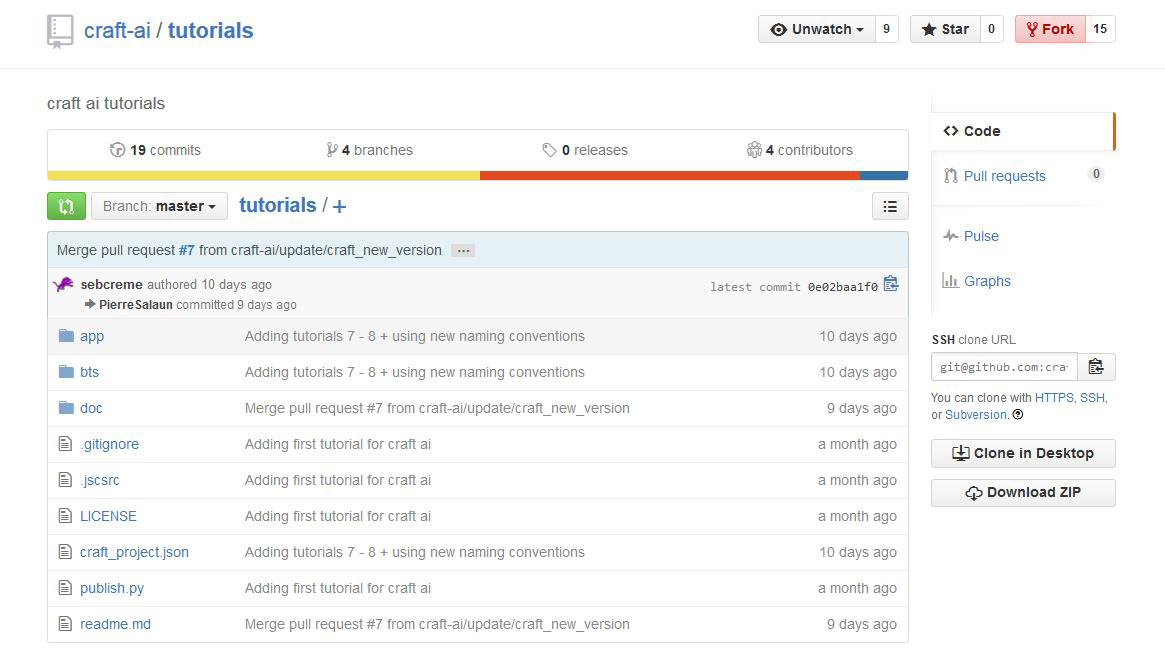 craft-ai / tutorials
Unwatch 9 Star 0 Fork 15
craft ai tutorials
19 commits 4 branches 0 releases 4 contributors
Branch: master tutorials / +
Merge pull request #7 from craft-ai/update/craft_new_version ...
sebcreme authored 10 days ago
PierreSalaun committed 9 days ago
latest commit 0e02baa1f0
app Adding tutorials 7 - 8 + using new naming conventions 10 days ago
bts Adding tutorials 7 - 8 + using new naming conventions 10 days ago
doc Merge pull request #7 from craft-ai/update/craft_new_version 9 days ago
.gitignore Adding first tutorial for craft ai a month ago
.jscsrc Adding first tutorial for craft ai a month ago
LICENSE Adding first tutorial for craft ai a month ago
craft_project.json Adding tutorials 7 - 8 + using new naming conventions 10 days ago
publish.py Adding first tutorial for craft ai a month ago
readme.md Merge pull request #7 from craft-ai/update/craft_new_version 9 days ago
Code
Pull requests 0
Pulse
Graphs
SSH clone URL
git@github.com:cra
You can clone with HTTPS, SSH,
or Subversion.
Clone in Desktop
Download ZIP